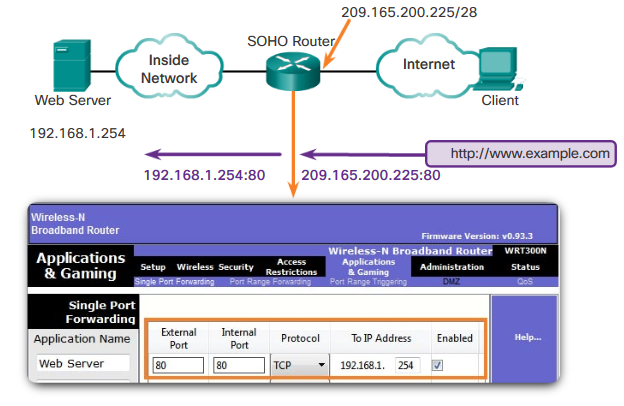 209.165.200.225/28
SOHO Router
Inside
Network
Internet
Web Server
Client
192.168.1.254
http://www.example.com
192.168.1.254:80
209.165.200.225:80
Wireless-N
Broadband Router
Firmware Version: v0.93.3
Applications
& Gaming
Wireless-N Broadband Router
WRT300N
Setup
Wireless
Security
Access
Restrictions
Applications
& Gaming
Administration
Status
Single Port Forwarding
Port Range Forwarding
Port Range Triggering
DMZ
QoS
Single Port
Forwarding
Help...
Application Name
External
Port
Internal
Port
Protocol
To IP Address
Enabled
Web Server
80
80
TCP
192.168.1.
254